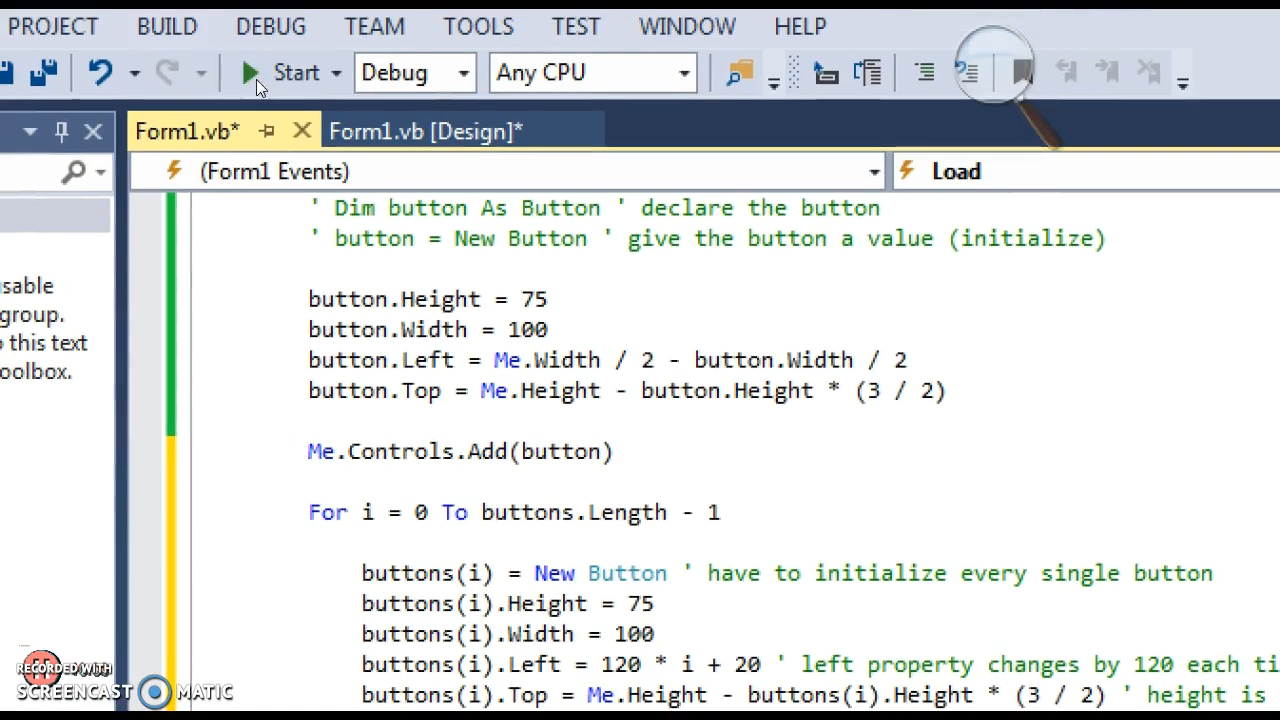 PROJECT BUILD DEBUG TEAM TOOLS TEST WINDOW HELP
Start Debug Any CPU
Form1.vb* Form1.vb [Design]*
(Form1 Events) Load
' Dim button As Button ' declare the button
' button = New Button ' give the button a value (initialize)
usable
group.
button.Height = 75
o this text
button.Width = 100
oolbox.
button.Left = Me.Width / 2 - button.Width / 2
button.Top = Me.Height - button.Height * (3 / 2)
Me.Controls.Add(button)
For i = 0 To buttons.Length - 1
buttons(i) = New Button ' have to initialize every single button
buttons(i).Height = 75
buttons(i).Width = 100
buttons(i).Left = 120 * i + 20 ' left property changes by 120 each ti
buttons(i).Top = Me.Height - buttons(i).Height * (3 / 2) ' height is
RECORDED WITH
SCREENCAST MATIC